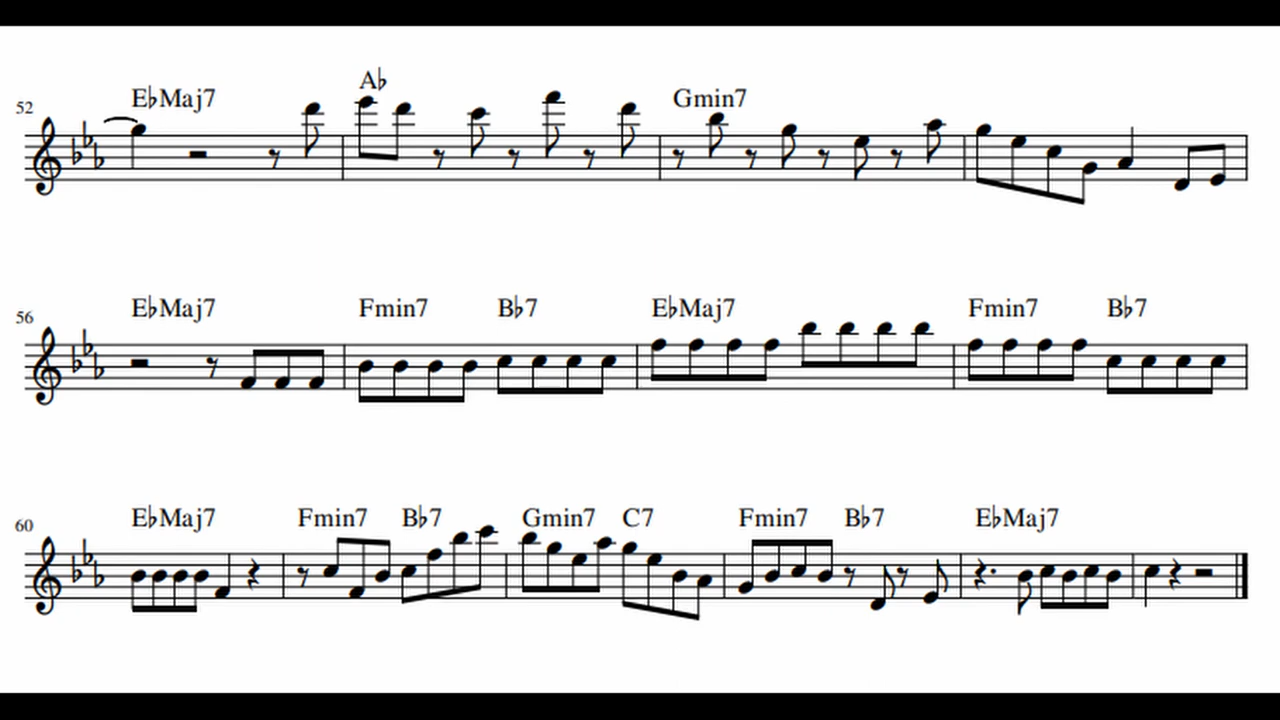 52 E♭Maj7 A♭ Gmin7
56 E♭Maj7 Fmin7 B♭7 E♭Maj7 Fmin7 B♭7
60 E♭Maj7 Fmin7 B♭7 Gmin7 C7 Fmin7 B♭7 E♭Maj7